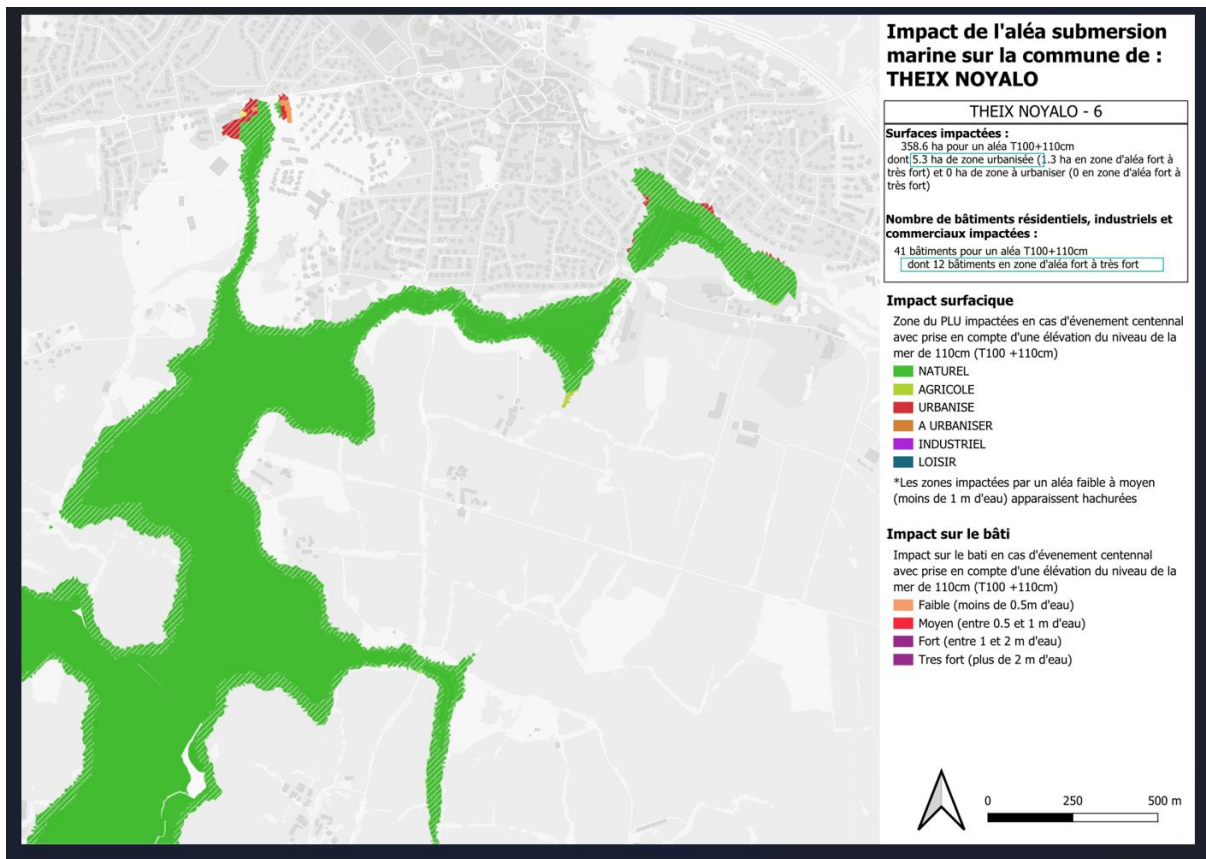 Impact de l'aléa submersion
marine sur la commune de :
THEIX NOYALO
THEIX NOYALO - 6
Surfaces impactées :
358.6 ha pour un aléa T100+110cm
dont 5.3 ha de zone urbanisée (1.3 ha en zone d'aléa fort à
très fort) et 0 ha de zone à urbaniser (0 en zone d'aléa fort à
très fort)
Nombre de bâtiments résidentiels, industriels et
commerciaux impactées :
41 bâtiments pour un aléa T100+110cm
dont 12 bâtiments en zone d'aléa fort à très fort
Impact surfacique
Zone du PLU impactées en cas d'évenement centennal
avec prise en compte d'une élévation du niveau de la
mer de 110cm (T100 +110cm)
NATUREL
AGRICOLE
URBANISE
A URBANISER
INDUSTRIEL
LOISIR
*Les zones impactées par un aléa faible à moyen
(moins de 1 m d'eau) apparaissent hachurées
Impact sur le bâti
Impact sur le bati en cas d'évenement centennal
avec prise en compte d'une élévation du niveau de la
mer de 110cm (T100 +110cm)
Faible (moins de 0.5m d'eau)
Moyen (entre 0.5 et 1 m d'eau)
Fort (entre 1 et 2 m d'eau)
Tres fort (plus de 2 m d'eau)
0 250 500 m